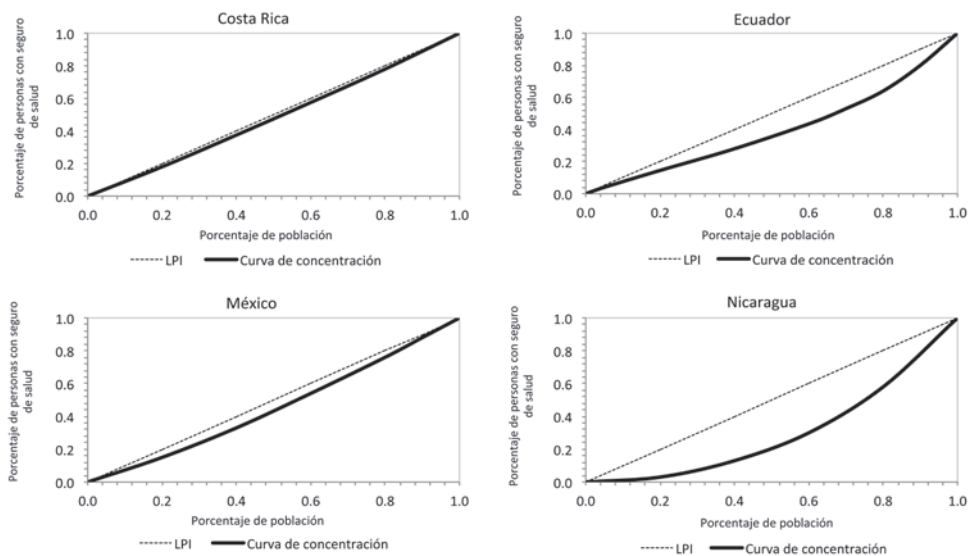 Costa Rica
Porcentaje de personas con seguro
de salud
1.0
0.8
0.6
0.4
0.2
0.0
0.0 0.2 0.4 0.6 0.8 1.0
Porcentaje de población
LPI Curva de concentración
Ecuador
Porcentaje de personas con seguro
de salud
1.0
0.8
0.6
0.4
0.2
0.0
0.0 0.2 0.4 0.6 0.8 1.0
Porcentaje de población
LPI Curva de concentración
México
Porcentaje de personas con seguro
de salud
1.0
0.8
0.6
0.4
0.2
0.0
0.0 0.2 0.4 0.6 0.8 1.0
Porcentaje de población
LPI Curva de concentración
Nicaragua
Porcentaje de personas con seguro
de salud
1.0
0.8
0.6
0.4
0.2
0.0
0.0 0.2 0.4 0.6 0.8 1.0
Porcentaje de población
LPI Curva de concentración